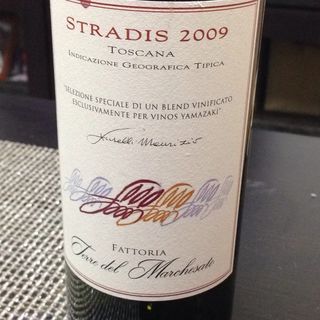 STRADIS 2009
TOSCANA
INDICAZIONE GEOGRAFICA TIPICA
"SELEZIONE SPECIALE DI UN BLEND VINIFICATO
ESCLUSIVAMENTE PER VINOS YAMAZAKI"
FATTORIA
Terre del Marchesato